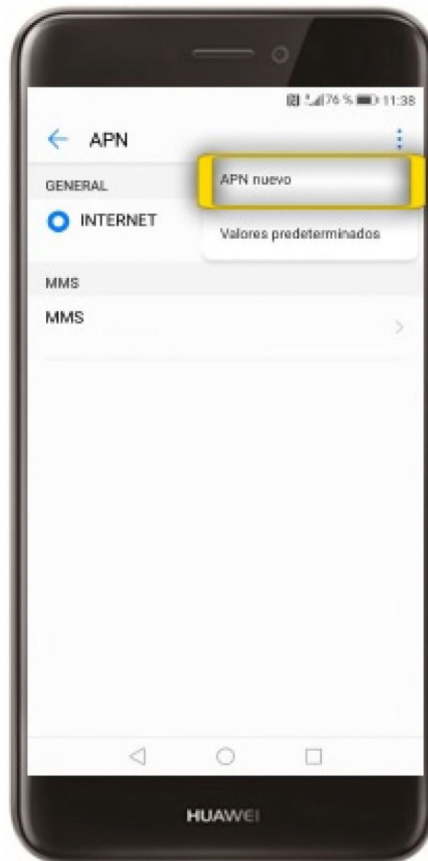 76 % 11:38
APN
APN nuevo
GENERAL
INTERNET
Valores predeterminados
MMS
MMS
HUAWEI